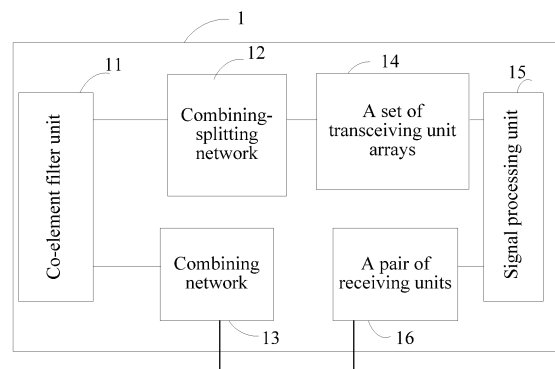 1
11
12
14
15
Co-element filter unit
Combining-
splitting
network
A set of
transceiving unit
arrays
Signal processing unit
Combining
network
A pair of
receiving units
13
16